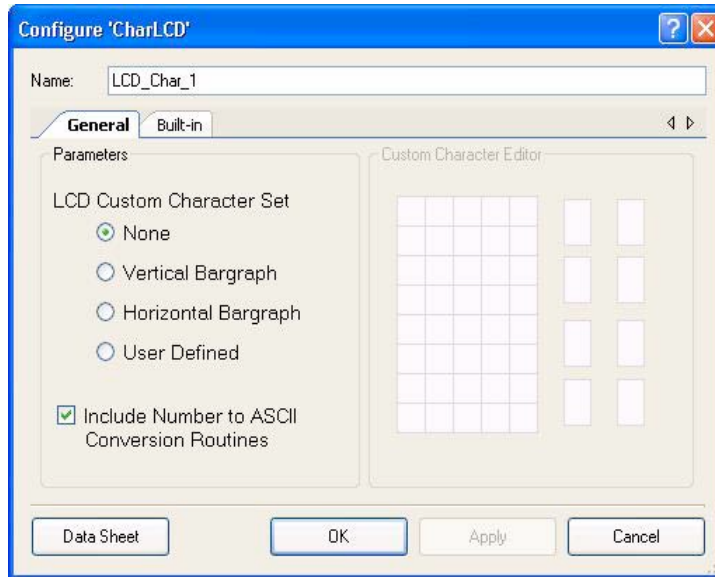 Configure 'CharLCD'
?
Name: LCD_Char_1
General Built-in
Parameters
LCD Custom Character Set
None
Vertical Bargraph
Horizontal Bargraph
User Defined
Include Number to ASCII
Conversion Routines
Custom Character Editor
Data Sheet OK Apply Cancel